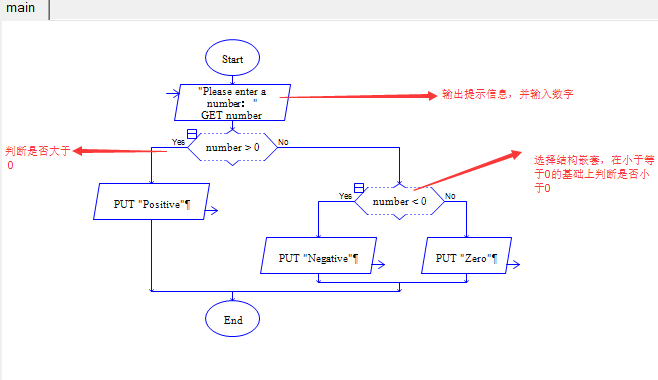 main
Start
"Please enter a
number: "
GET number
输出提示信息，并输入数字
判断是否大于
0
Yes
number > 0
No
选择结构嵌套，在小于等
于0的基础上判断是否小
于0
Yes
number < 0
No
PUT "Positive"¶
PUT "Negative"¶
PUT "Zero"¶
End